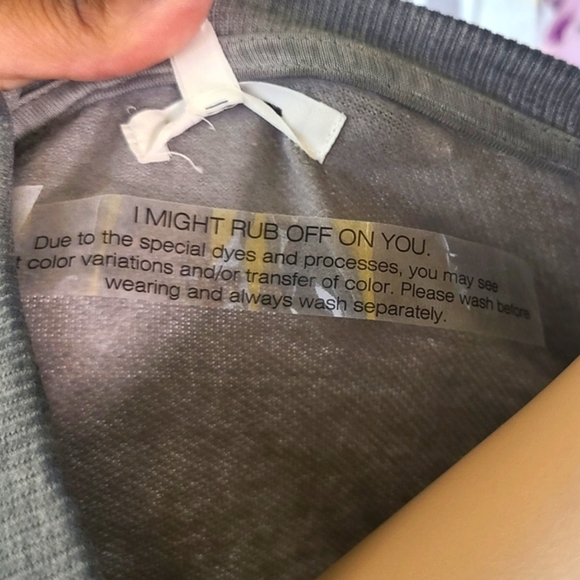 I MIGHT RUB OFF ON YOU.
Due to the special dyes and processes, you may see
color variations and/or transfer of color. Please wash before
wearing and always wash separately.